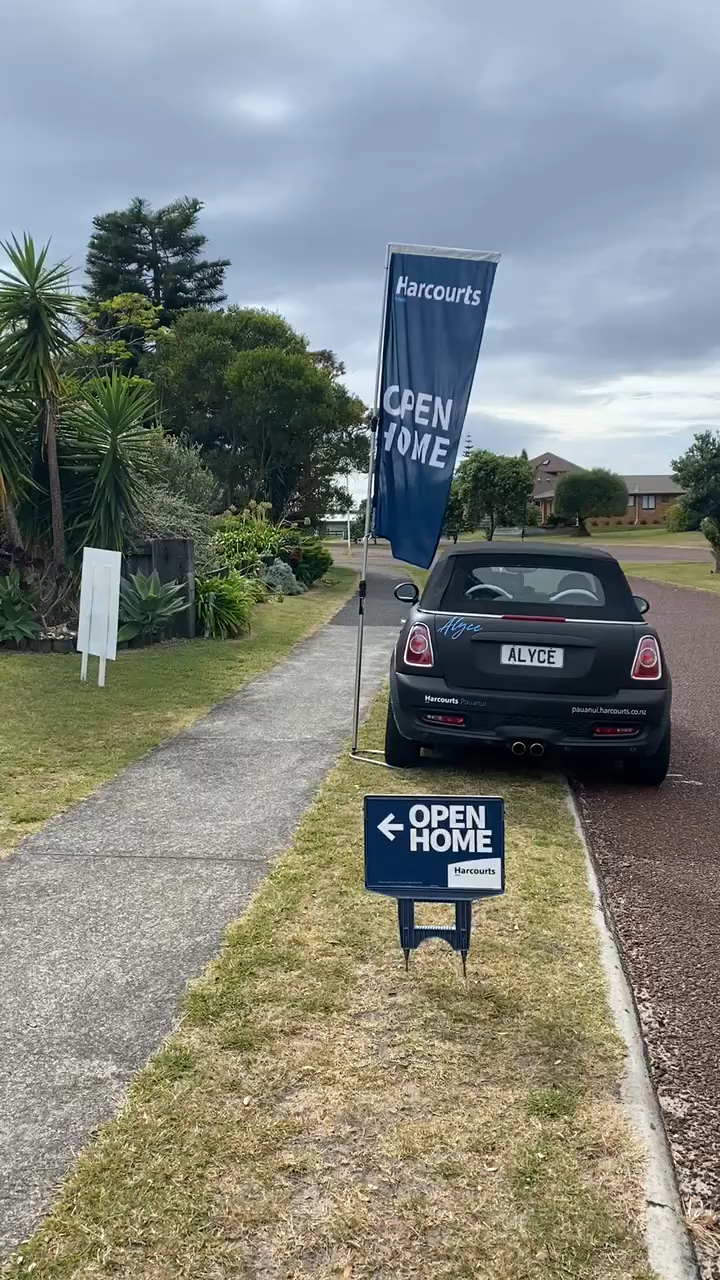 Harcourts
OPEN
HOME
Alyce
ALYCE
Harcourts Pauanui
pauanui.harcourts.co.nz
← OPEN
HOME
Harcourts